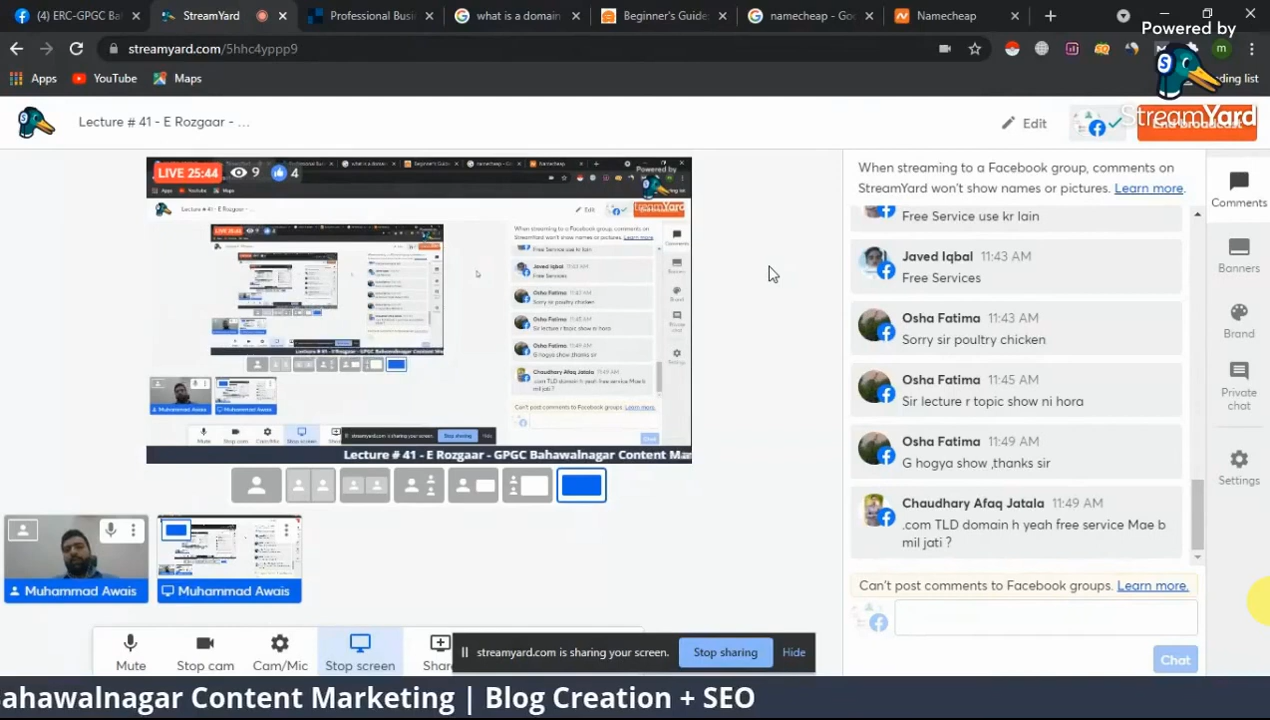 (4) ERC-GPGC Bah
StreamYard
Professional Busi
what is a domain
Beginner's Guide
namecheap - Goo
Namecheap
Powered by
streamyard.com/5hhc4yppp9
m
Apps
YouTube
Maps
StreamYard
Lecture # 41 - E Rozgaar - ...
Edit
When streaming to a Facebook group, comments on
StreamYard won't show names or pictures. Learn more.
LIVE 25:44 9 4
Free Service use kr lain
Javed Iqbal 11:43 AM
Free Services
Osha Fatima 11:43 AM
Sorry sir poultry chicken
Osha Fatima 11:45 AM
Sir lecture r topic show ni hora
Osha Fatima 11:49 AM
G hogya show ,thanks sir
Chaudhary Afaq Jatala 11:49 AM
.com TLD domain h yeah free service Mae b
mil jati ?
Can't post comments to Facebook groups. Learn more.
Chat
Comments
Banners
Brand
Private
chat
Settings
Lecture # 41 - E Rozgaar - GPGC Bahawalnagar Content Ma
Muhammad Awais
Muhammad Awais
Mute
Stop cam
Cam/Mic
Stop screen
Shar
streamyard.com is sharing your screen.
Stop sharing
Hide
ahawalnagar Content Marketing | Blog Creation + SEO